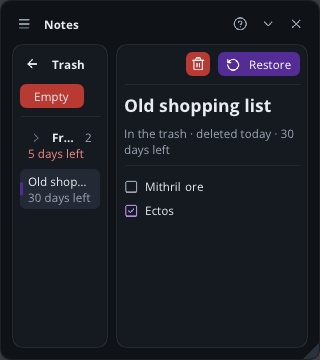 Notes
Trash
Empty
Fr... 2
5 days left
Old shop...
30 days left
Restore
Old shopping list
In the trash · deleted today · 30
days left
Mithril ore
Ectos